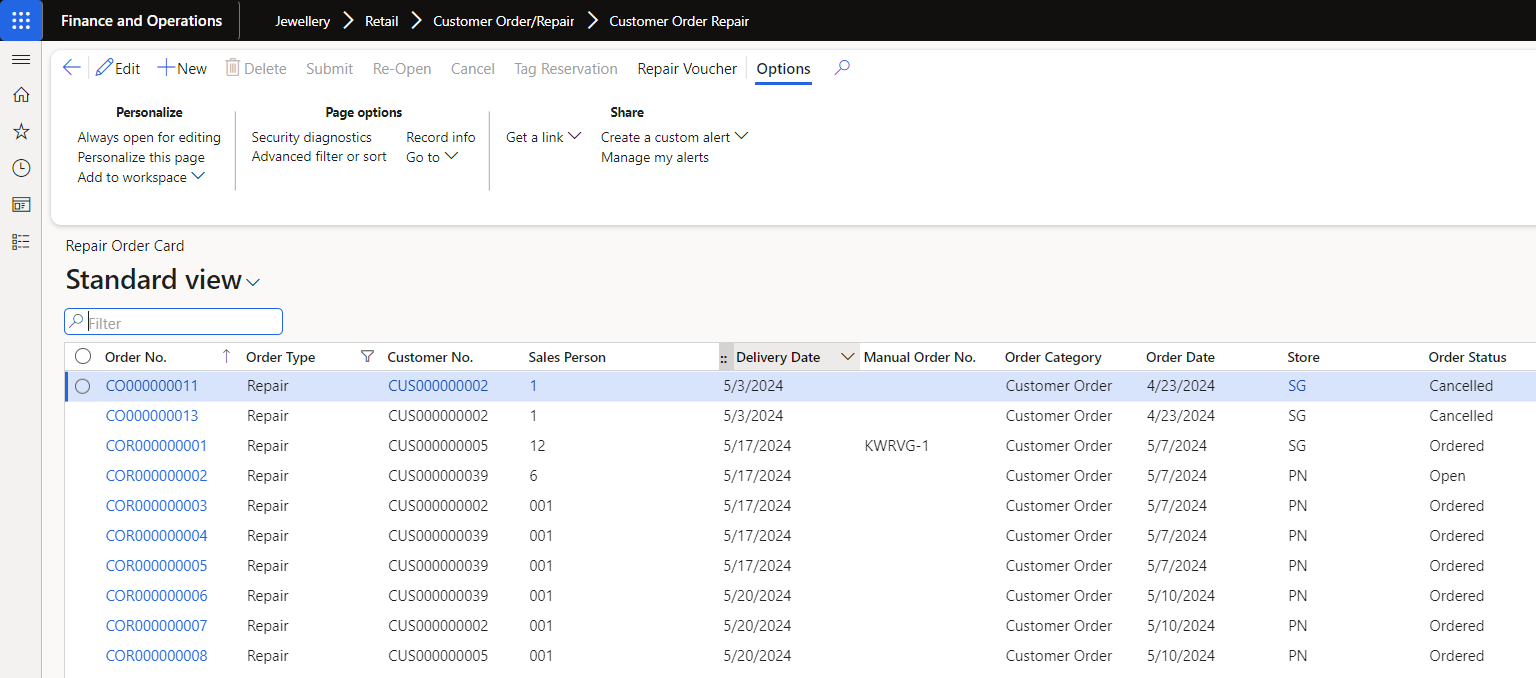 Finance and Operations Jewellery Retail Customer Order/Repair Customer Order Repair
Edit New Delete Submit Re-Open Cancel Tag Reservation Repair Voucher Options
Personalize Page options Share
Always open for editing Security diagnostics Record info Get a link Create a custom alert
Personalize this page Advanced filter or sort Go to Manage my alerts
Add to workspace
Repair Order Card
Standard view
Filter
Order No. Order Type Customer No. Sales Person Delivery Date Manual Order No. Order Category Order Date Store Order Status
CO000000011 Repair CUS000000002 1 5/3/2024 Customer Order 4/23/2024 SG Cancelled
CO000000013 Repair CUS000000002 1 5/3/2024 Customer Order 4/23/2024 SG Cancelled
COR000000001 Repair CUS000000005 12 5/17/2024 KWRVG-1 Customer Order 5/7/2024 SG Ordered
COR000000002 Repair CUS000000039 6 5/17/2024 Customer Order 5/7/2024 PN Open
COR000000003 Repair CUS000000002 001 5/17/2024 Customer Order 5/7/2024 PN Ordered
COR000000004 Repair CUS000000039 001 5/17/2024 Customer Order 5/7/2024 PN Ordered
COR000000005 Repair CUS000000039 001 5/17/2024 Customer Order 5/7/2024 PN Ordered
COR000000006 Repair CUS000000039 001 5/20/2024 Customer Order 5/10/2024 PN Ordered
COR000000007 Repair CUS000000002 001 5/20/2024 Customer Order 5/10/2024 PN Ordered
COR000000008 Repair CUS000000005 001 5/20/2024 Customer Order 5/10/2024 PN Ordered